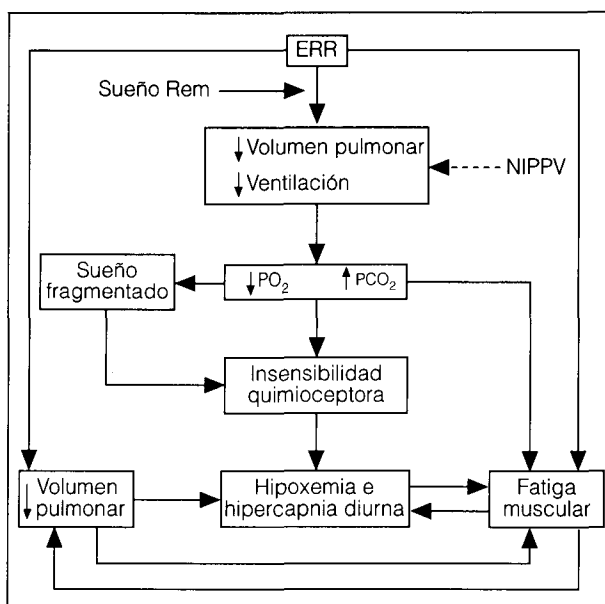 ERR
Sueño Rem
↓ Volumen pulmonar
↓ Ventilación
NIPPV
Sueño
fragmentado
↓ PO₂ ↑ PCO₂
Insensibilidad
quimioceptora
↓ Volumen
pulmonar
Hipoxemia e
hipercapnia diurna
Fatiga
muscular